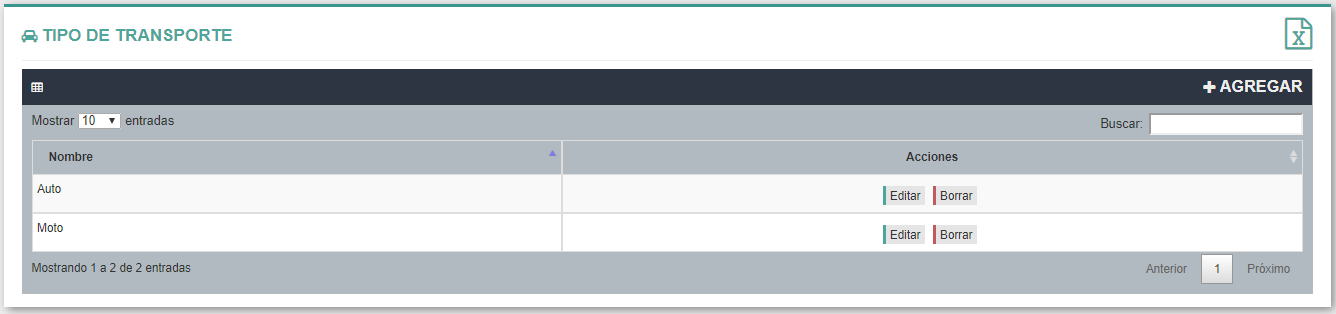 TIPO DE TRANSPORTE
X
AGREGAR
Mostrar 10 entradas
Buscar:
Nombre Acciones
Auto Editar Borrar
Moto Editar Borrar
Mostrando 1 a 2 de 2 entradas
Anterior 1 Próximo